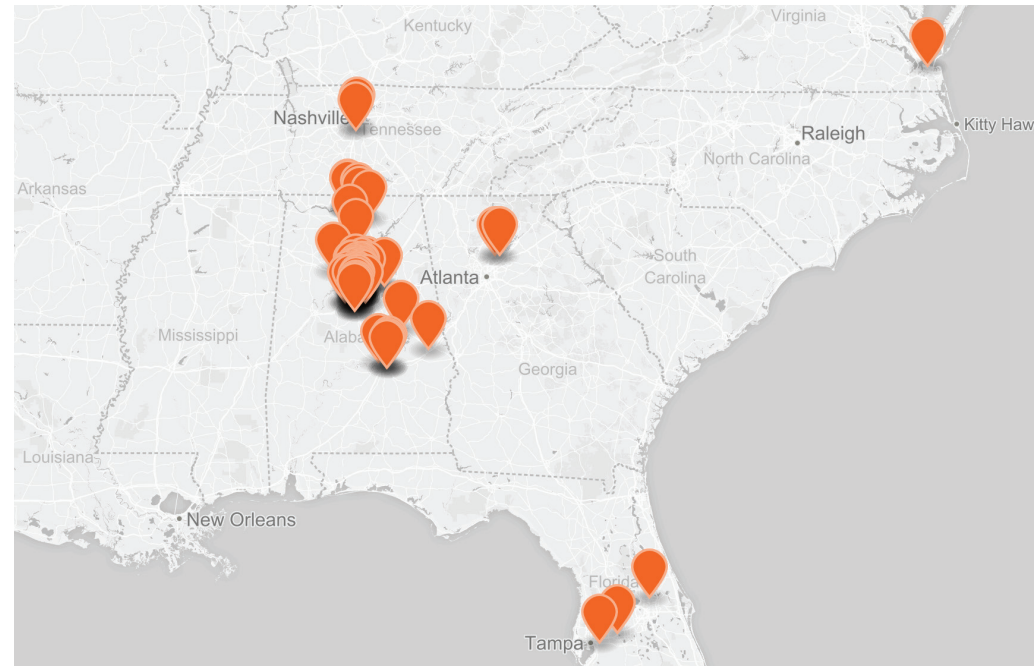 Virginia
Kentucky
Nashville
Tennessee
Raleigh
Kitty Haw
North Carolina
Arkansas
South
Carolina
Atlanta
Mississippi
Alaba
Georgia
Louisiana
New Orleans
Florida
Tampa